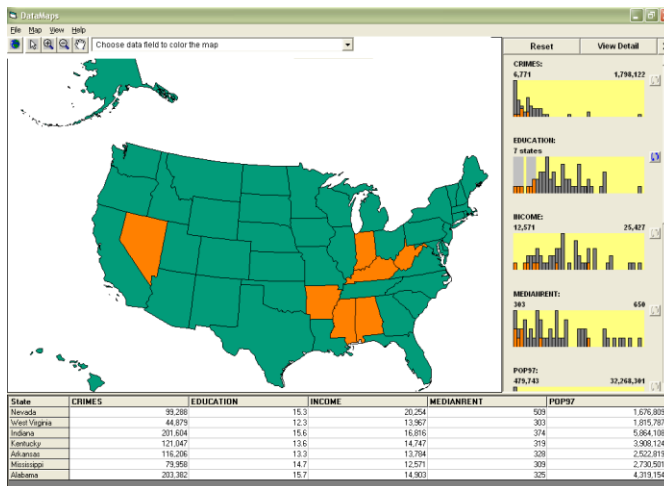 DataMaps
File Map View Help
Choose data field to color the map
Reset View Detail
CRIMES:
6,771 1,798,122
EDUCATION:
7 states
INCOME:
12,571 25,427
MEDIANRENT:
303 650
POP97:
479,743 32,268,301
State CRIMES EDUCATION INCOME MEDIANRENT POP97
Nevada 99,288 15.3 20,254 509 1,676,809
West Virginia 44,879 12.3 13,967 303 1,815,787
Indiana 201,604 15.6 16,816 374 5,864,108
Kentucky 121,047 13.6 14,747 319 3,908,124
Arkansas 116,206 13.3 13,784 328 2,522,819
Mississippi 79,958 14.7 12,571 309 2,730,501
Alabama 203,382 15.7 14,903 325 4,319,154